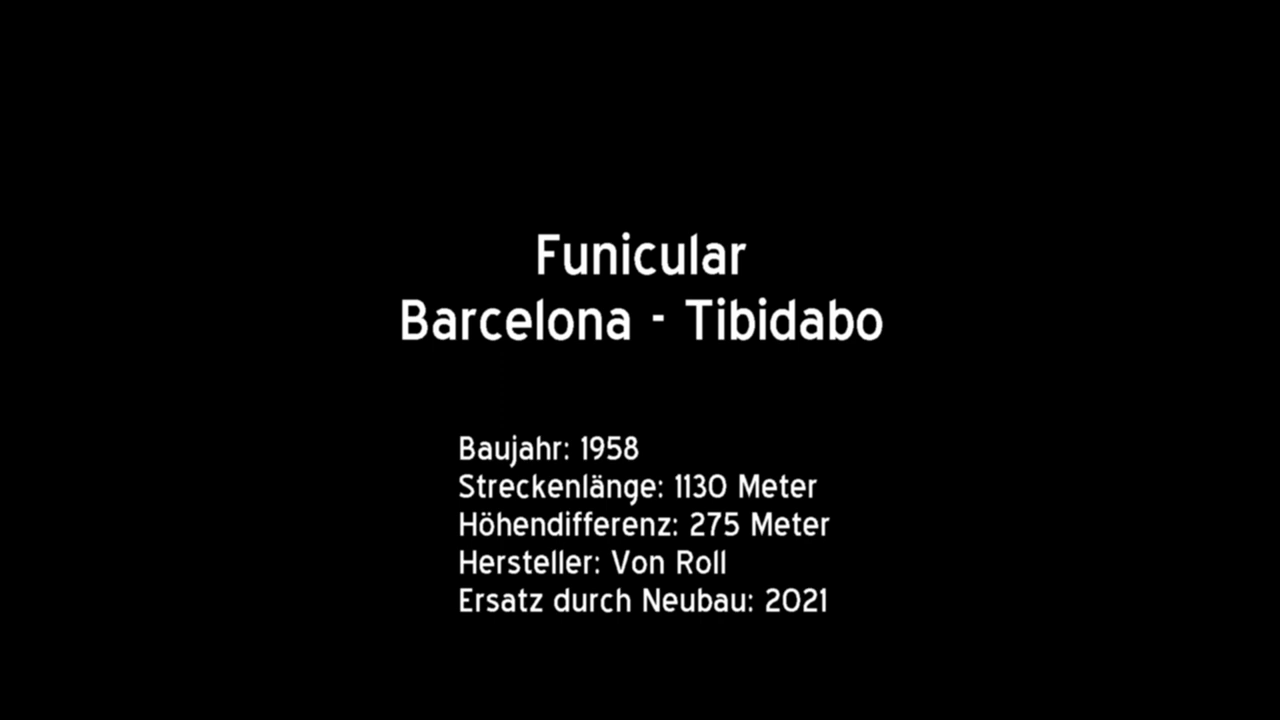 Funicular
Barcelona - Tibidabo
Baujahr: 1958
Streckenlänge: 1130 Meter
Höhendifferenz: 275 Meter
Hersteller: Von Roll
Ersatz durch Neubau: 2021